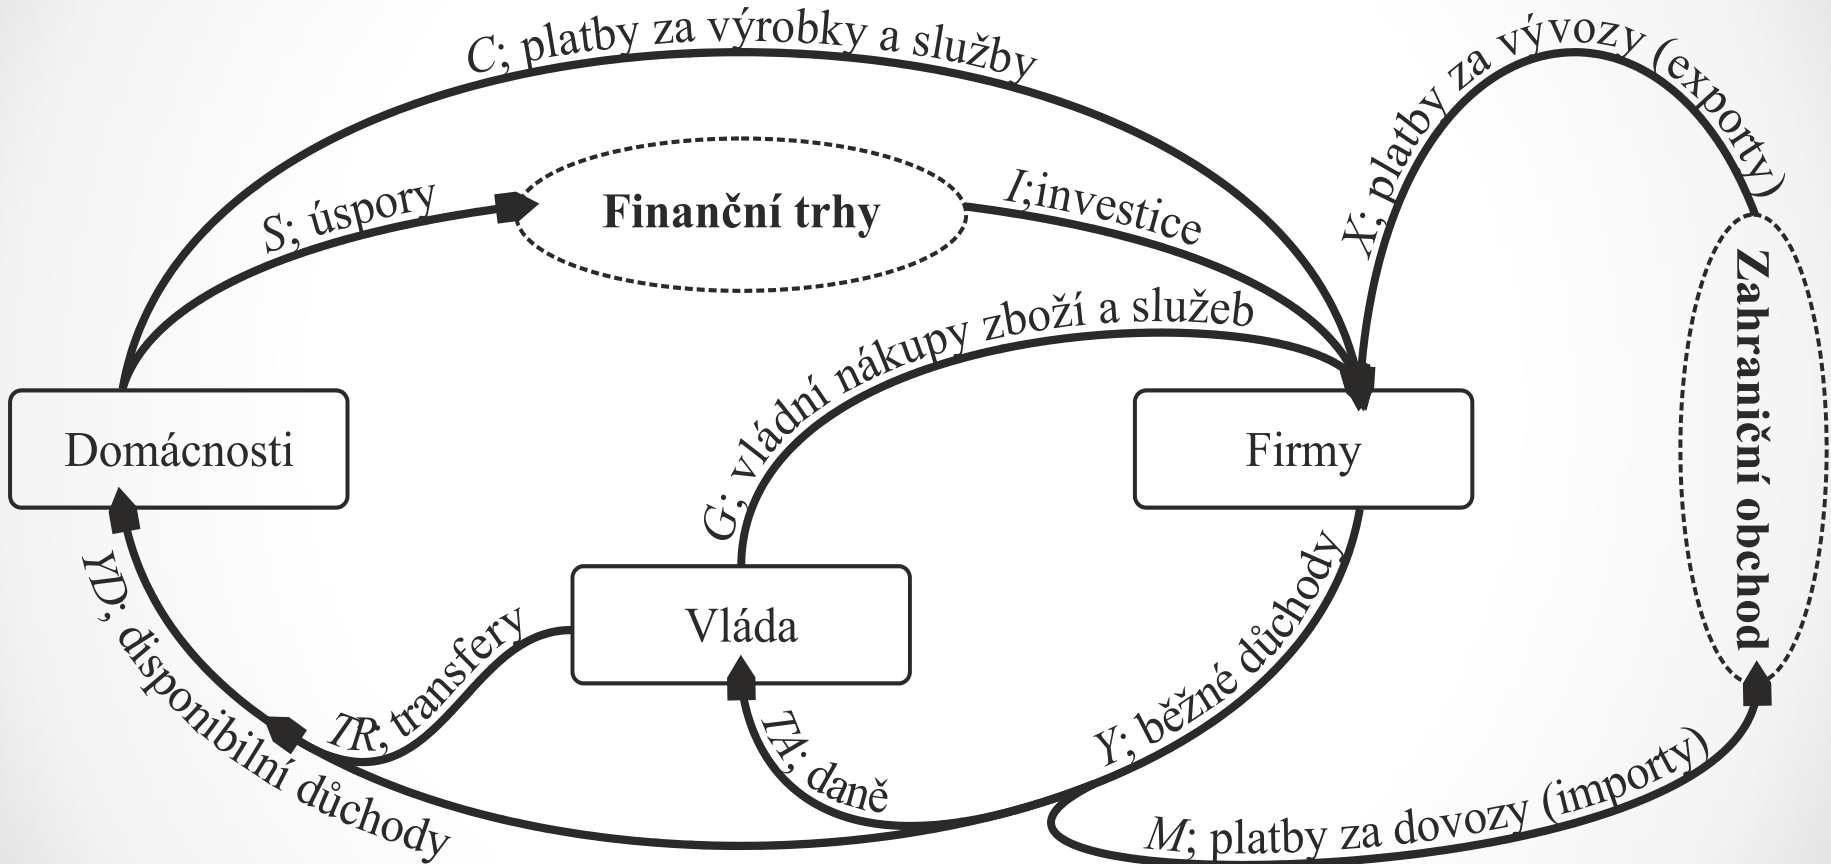 C; platby za výrobky a služby
X; platby za vývozy (exporty)
S; úspory
Finanční trhy
I;investice
G; vládní nákupy zboží a služeb
Zahraniční obchod
Domácnosti
Firmy
Vláda
YD; disponibilní důchody
TR; transfery
TA; daně
Y; běžné důchody
M; platby za dovozy (importy)